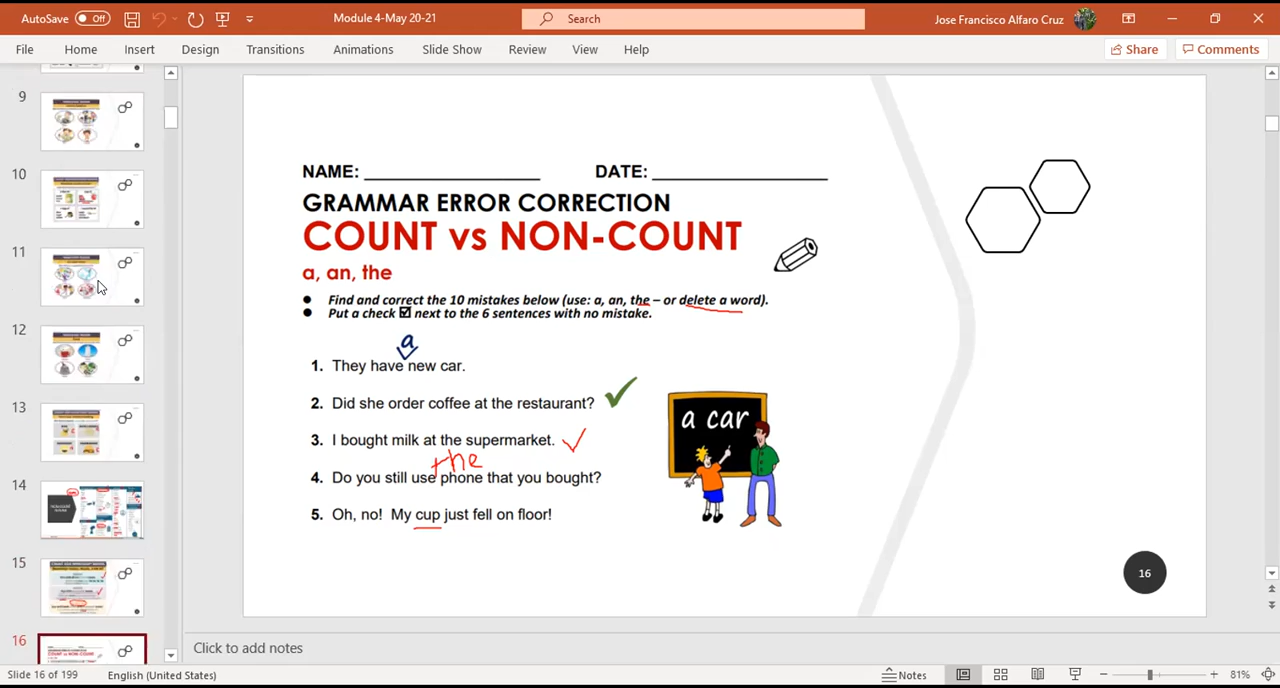 AutoSave Off Module 4-May 20-21 Search Jose Francisco Alfaro Cruz
File Home Insert Design Transitions Animations Slide Show Review View Help Share Comments
9
10
11
12
13
14
15
16
NAME: ____________________ DATE: ____________________
GRAMMAR ERROR CORRECTION
COUNT vs NON-COUNT
a, an, the
● Find and correct the 10 mistakes below (use: a, an, the – or delete a word).
● Put a check ☑ next to the 6 sentences with no mistake.
a
1. They have new car.
2. Did she order coffee at the restaurant?
3. I bought milk at the supermarket.
the
4. Do you still use phone that you bought?
5. Oh, no! My cup just fell on floor!
a car
16
Click to add notes
Slide 16 of 199 English (United States) Notes 81%